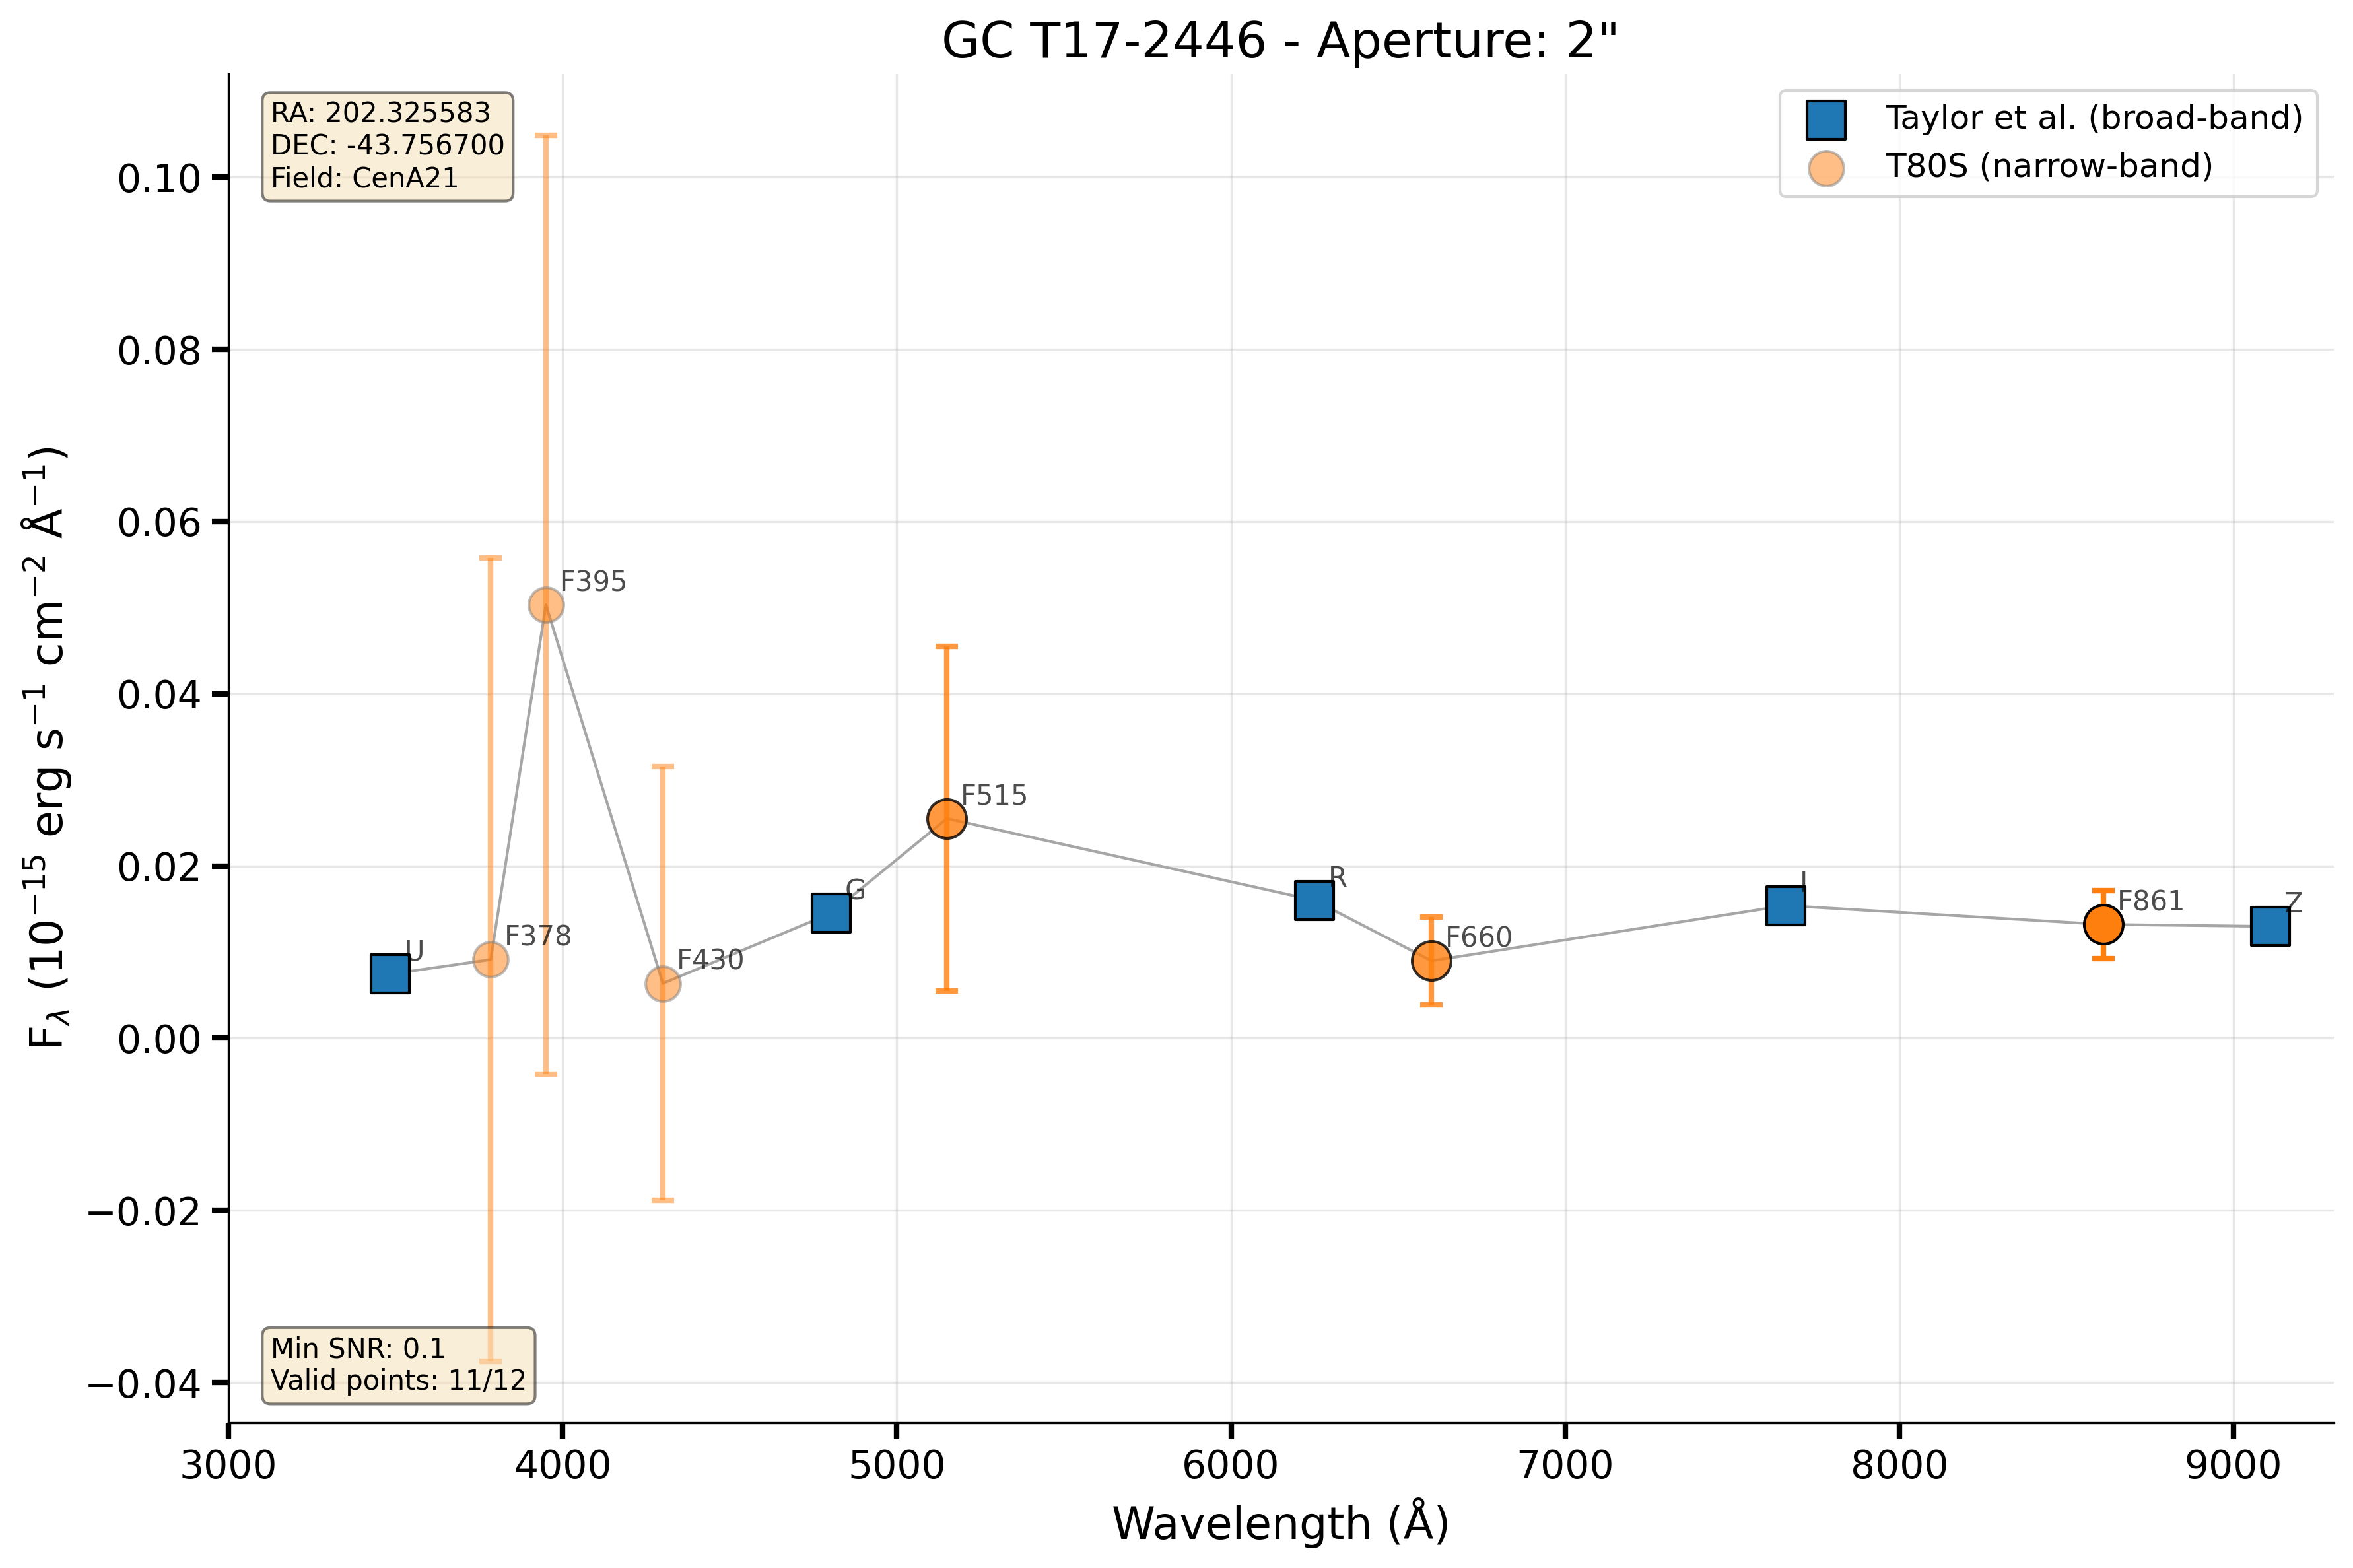 GC T17-2446 - Aperture: 2"
RA: 202.325583
DEC: -43.756700
Field: CenA21
Taylor et al. (broad-band)
T80S (narrow-band)
0.10
0.08
0.06
0.04
0.02
0.00
−0.02
−0.04
F_λ (10⁻¹⁵ erg s⁻¹ cm⁻² Å⁻¹)
U
F378
F395
F430
G
F515
R
F660
I
F861
Z
Min SNR: 0.1
Valid points: 11/12
3000 4000 5000 6000 7000 8000 9000
Wavelength (Å)